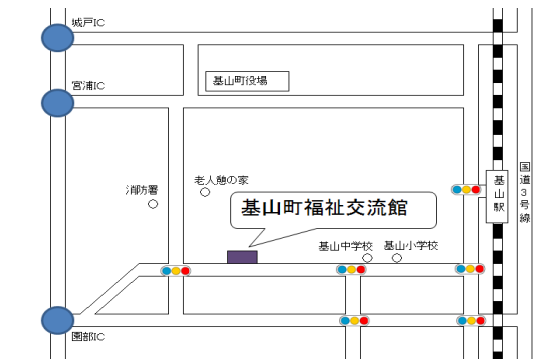 城戸IC
宮浦IC
基山町役場
国道3号線
基山駅
老人憩の家
消防署
基山町福祉交流館
基山中学校
基山小学校
園部IC